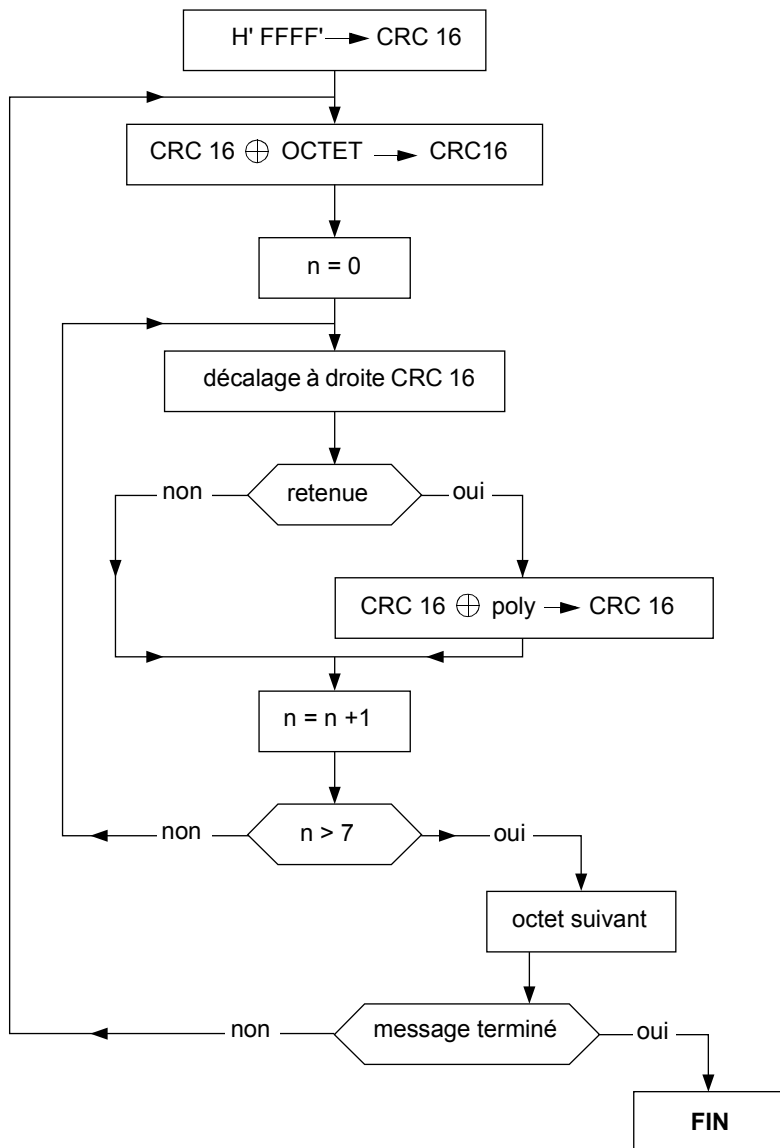 H' FFFF' → CRC 16
CRC 16 ⊕ OCTET → CRC16
n = 0
décalage à droite CRC 16
non
retenue
oui
CRC 16 ⊕ poly → CRC 16
n = n +1
non
n > 7
oui
octet suivant
non
message terminé
oui
FIN